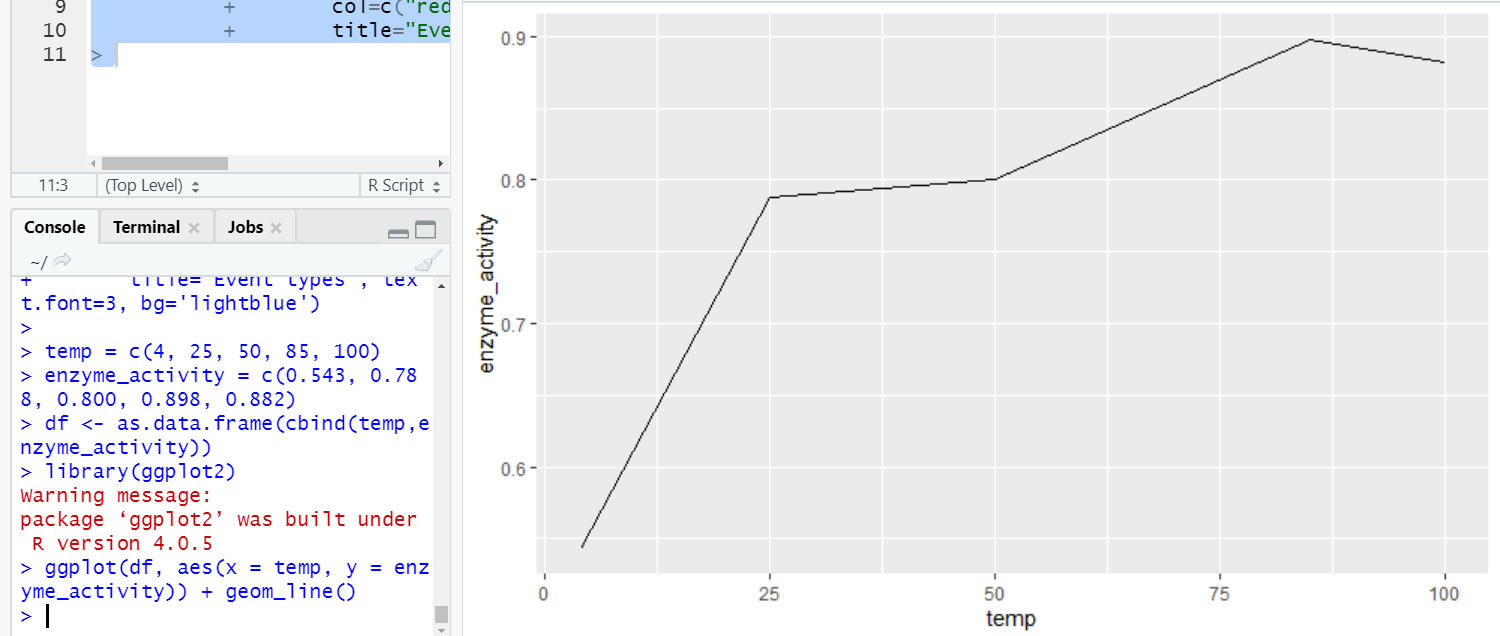 9 + col=c("red
10 + title="Eve
11 >
11:3 (Top Level) R Script
Console Terminal Jobs
~/
+ title="Event types", tex
t.font=3, bg='lightblue')
>
> temp = c(4, 25, 50, 85, 100)
> enzyme_activity = c(0.543, 0.78
8, 0.800, 0.898, 0.882)
> df <- as.data.frame(cbind(temp,e
nzyme_activity))
> library(ggplot2)
Warning message:
package ‘ggplot2’ was built under
R version 4.0.5
> ggplot(df, aes(x = temp, y = enz
yme_activity)) + geom_line()
>
0.9
0.8
0.7
0.6
enzyme_activity
0 25 50 75 100
temp